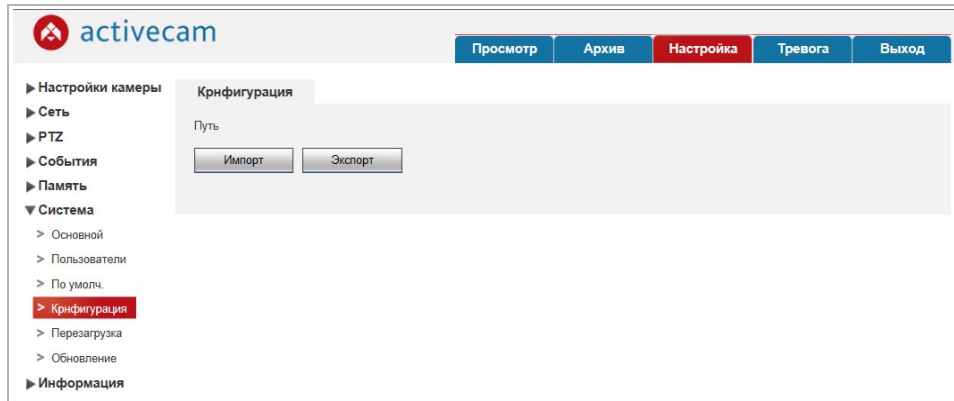 activecam
Просмотр Архив Настройка Тревога Выход
Настройки камеры
Сеть
PTZ
События
Память
Система
> Основной
> Пользователи
> По умолч.
> Крнфигурация
> Перезагрузка
> Обновление
Информация
Крнфигурация
Путь
Импорт Экспорт